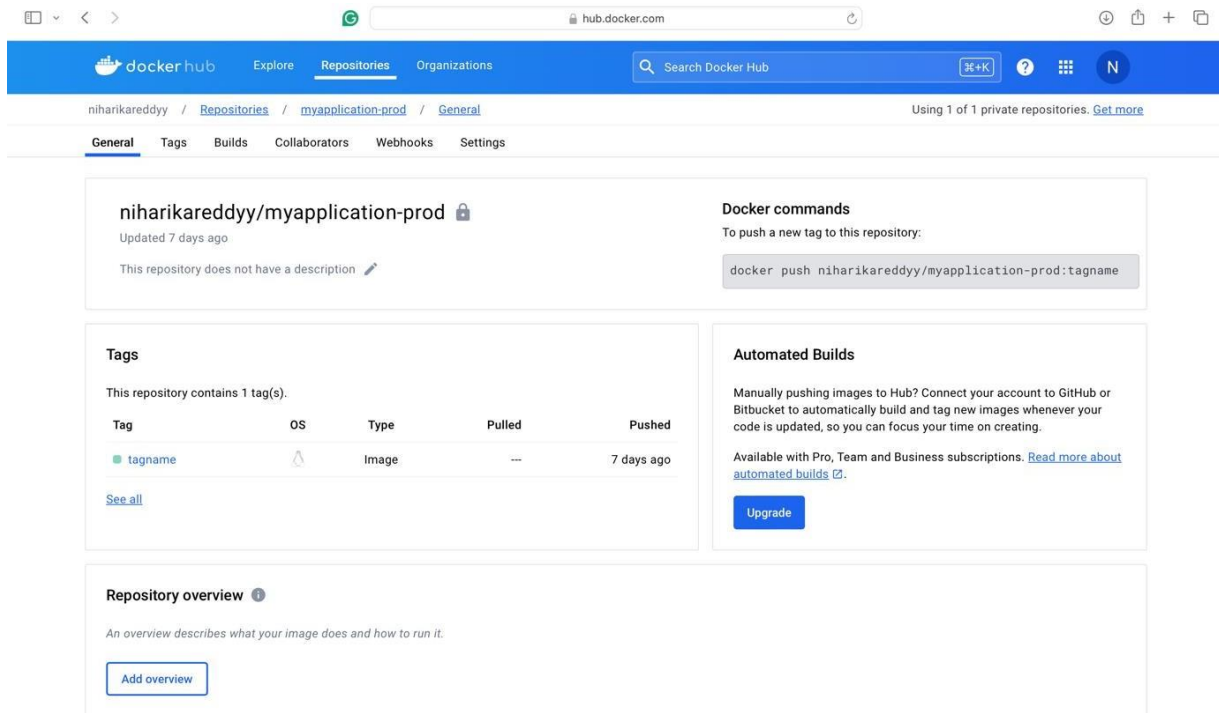 hub.docker.com
dockerhub Explore Repositories Organizations Search Docker Hub ⌘+K ? N
niharikareddyy / Repositories / myapplication-prod / General Using 1 of 1 private repositories. Get more
General Tags Builds Collaborators Webhooks Settings
niharikareddyy/myapplication-prod
Updated 7 days ago
This repository does not have a description
Docker commands
To push a new tag to this repository:
docker push niharikareddyy/myapplication-prod:tagname
Tags
This repository contains 1 tag(s).
Tag OS Type Pulled Pushed
tagname Image --- 7 days ago
See all
Automated Builds
Manually pushing images to Hub? Connect your account to GitHub or
Bitbucket to automatically build and tag new images whenever your
code is updated, so you can focus your time on creating.
Available with Pro, Team and Business subscriptions. Read more about
automated builds.
Upgrade
Repository overview
An overview describes what your image does and how to run it.
Add overview